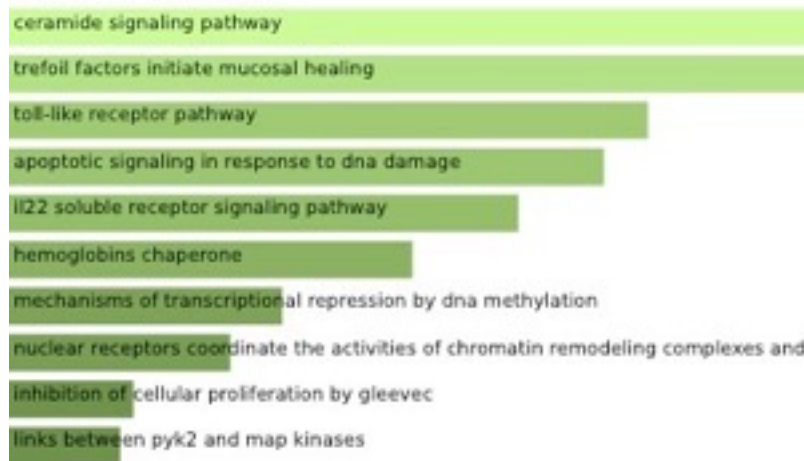 ceramide signaling pathway
trefoil factors initiate mucosal healing
toll-like receptor pathway
apoptotic signaling in response to dna damage
il22 soluble receptor signaling pathway
hemoglobins chaperone
mechanisms of transcriptional repression by dna methylation
nuclear receptors coordinate the activities of chromatin remodeling complexes and
inhibition of cellular proliferation by gleevec
links between pyk2 and map kinases